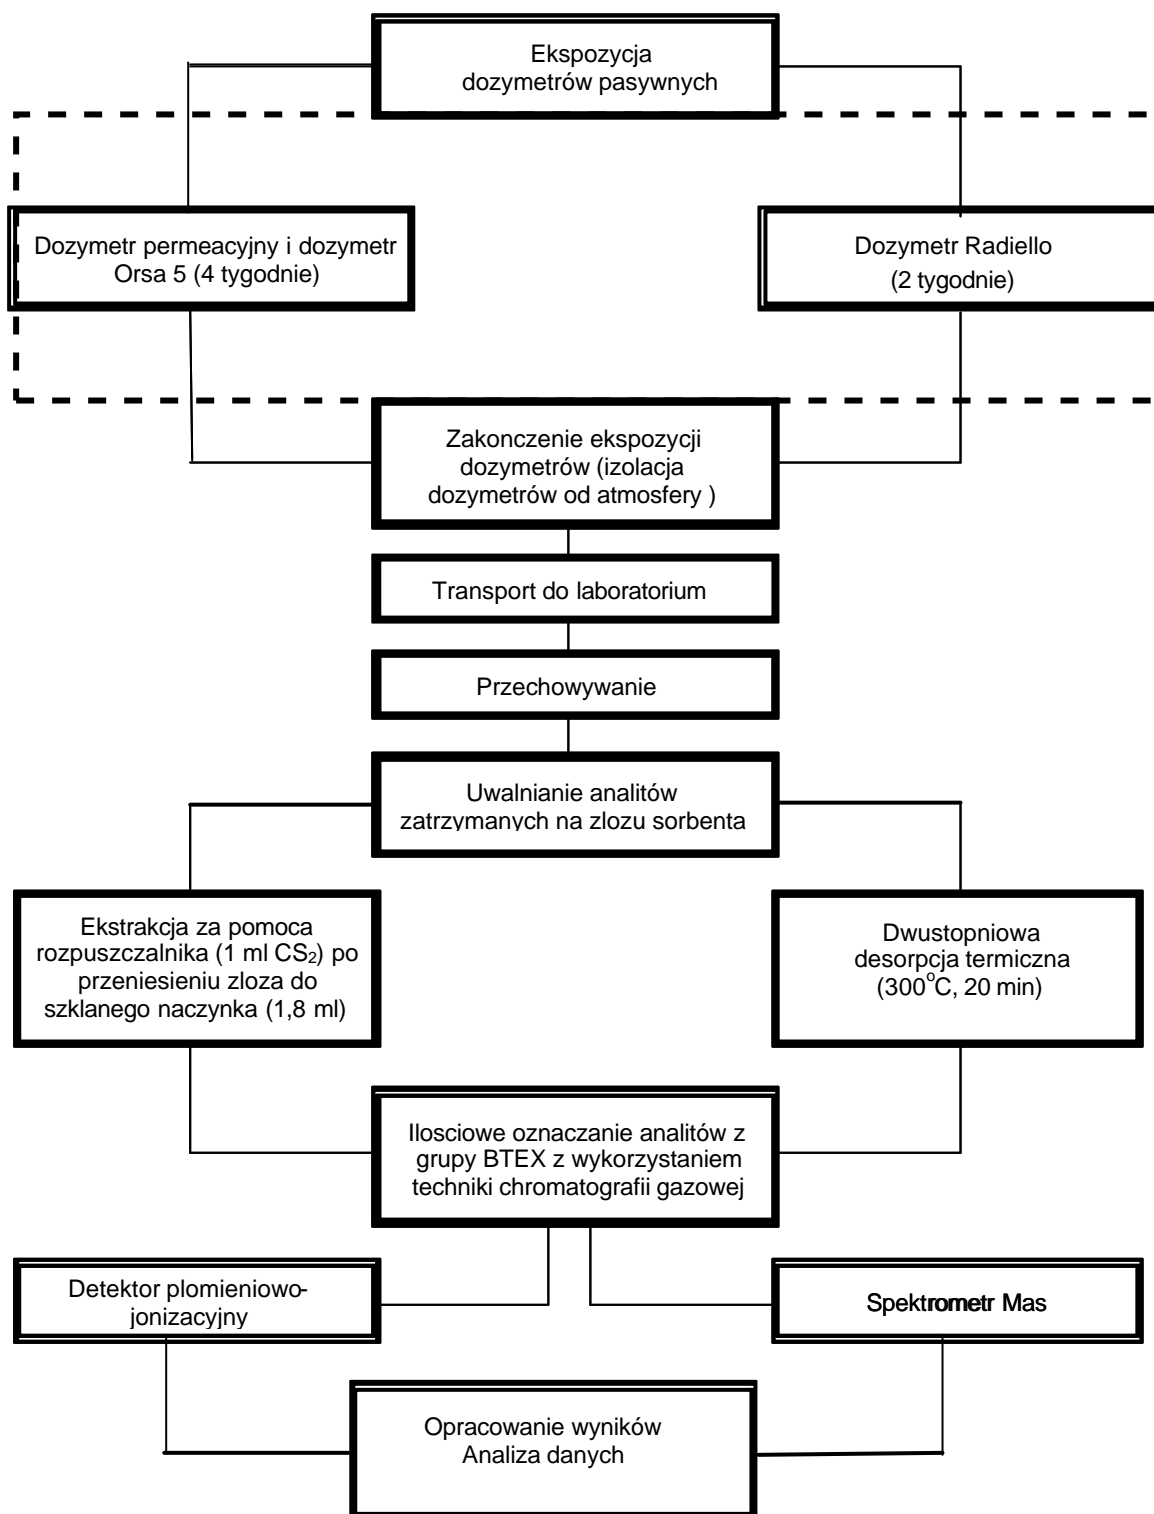 Ekspozycja
dozymetrów pasywnych
Dozymetr permeacyjny i dozymetr
Orsa 5 (4 tygodnie)
Dozymetr Radiello
(2 tygodnie)
Zakonczenie ekspozycji
dozymetrów (izolacja
dozymetrów od atmosfery )
Transport do laboratorium
Przechowywanie
Uwalnianie analitów
zatrzymanych na zlozu sorbenta
Ekstrakcja za pomoca
rozpuszczalnika (1 ml CS₂) po
przeniesieniu zloza do
szklanego naczynka (1,8 ml)
Dwustopniowa
desorpcja termiczna
(300°C, 20 min)
Ilosciowe oznaczanie analitów z
grupy BTEX z wykorzystaniem
techniki chromatografii gazowej
Detektor plomieniowo-
jonizacyjny
Spektrometr Mas
Opracowanie wyników
Analiza danych